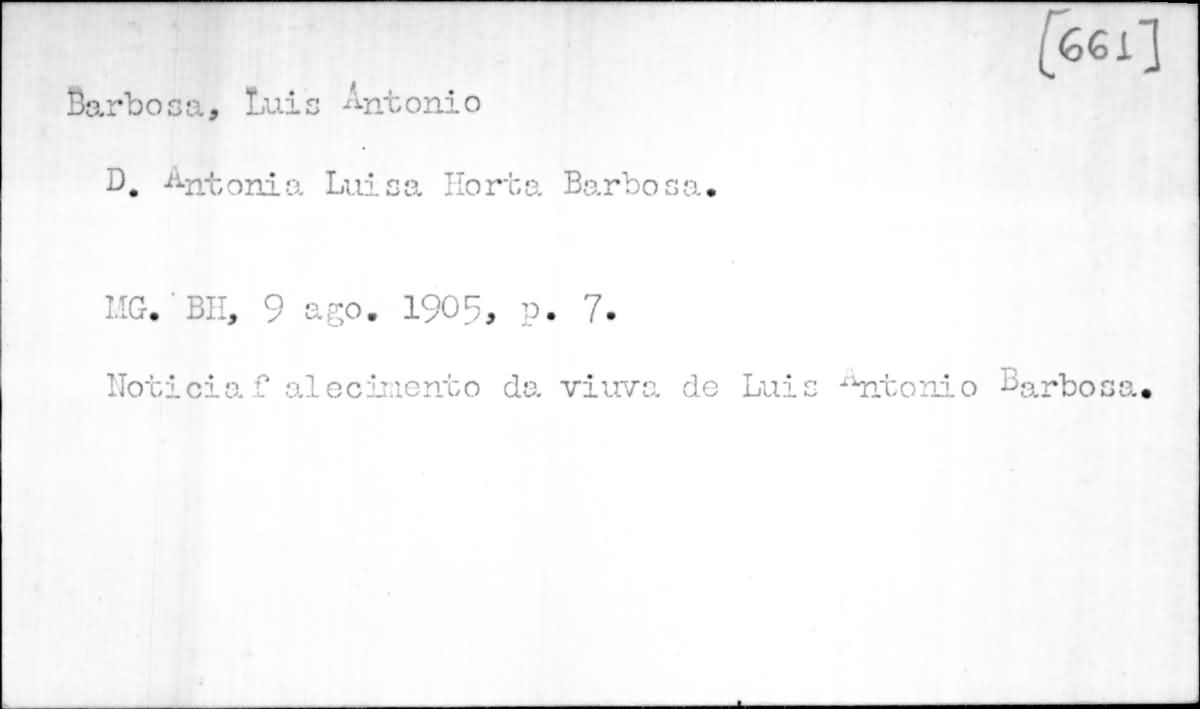 [661]
Barbosa, Luis Antonio
D. Antonia Luisa Horta Barbosa.
MG. BH, 9 ago. 1905, p. 7.
Noticia f alecimento da viuva de Luis Antonio Barbosa.